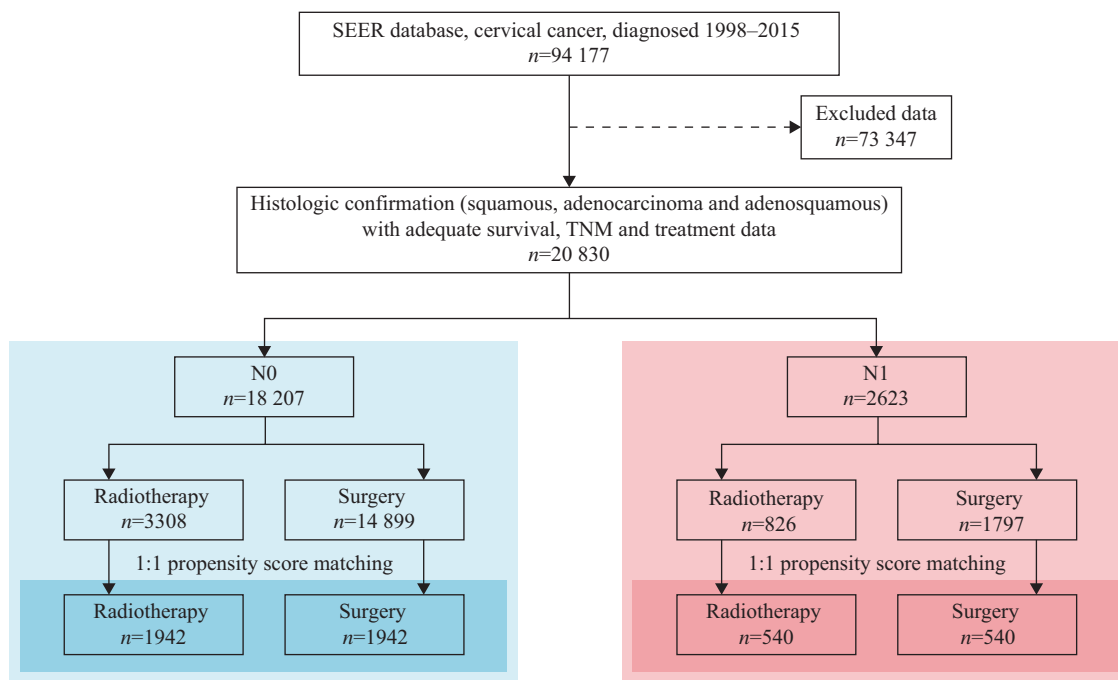 SEER database, cervical cancer, diagnosed 1998–2015
n=94 177
Excluded data
n=73 347
Histologic confirmation (squamous, adenocarcinoma and adenosquamous)
with adequate survival, TNM and treatment data
n=20 830
N0
n=18 207
N1
n=2623
Radiotherapy
n=3308
Surgery
n=14 899
Radiotherapy
n=826
Surgery
n=1797
1:1 propensity score matching
1:1 propensity score matching
Radiotherapy
n=1942
Surgery
n=1942
Radiotherapy
n=540
Surgery
n=540